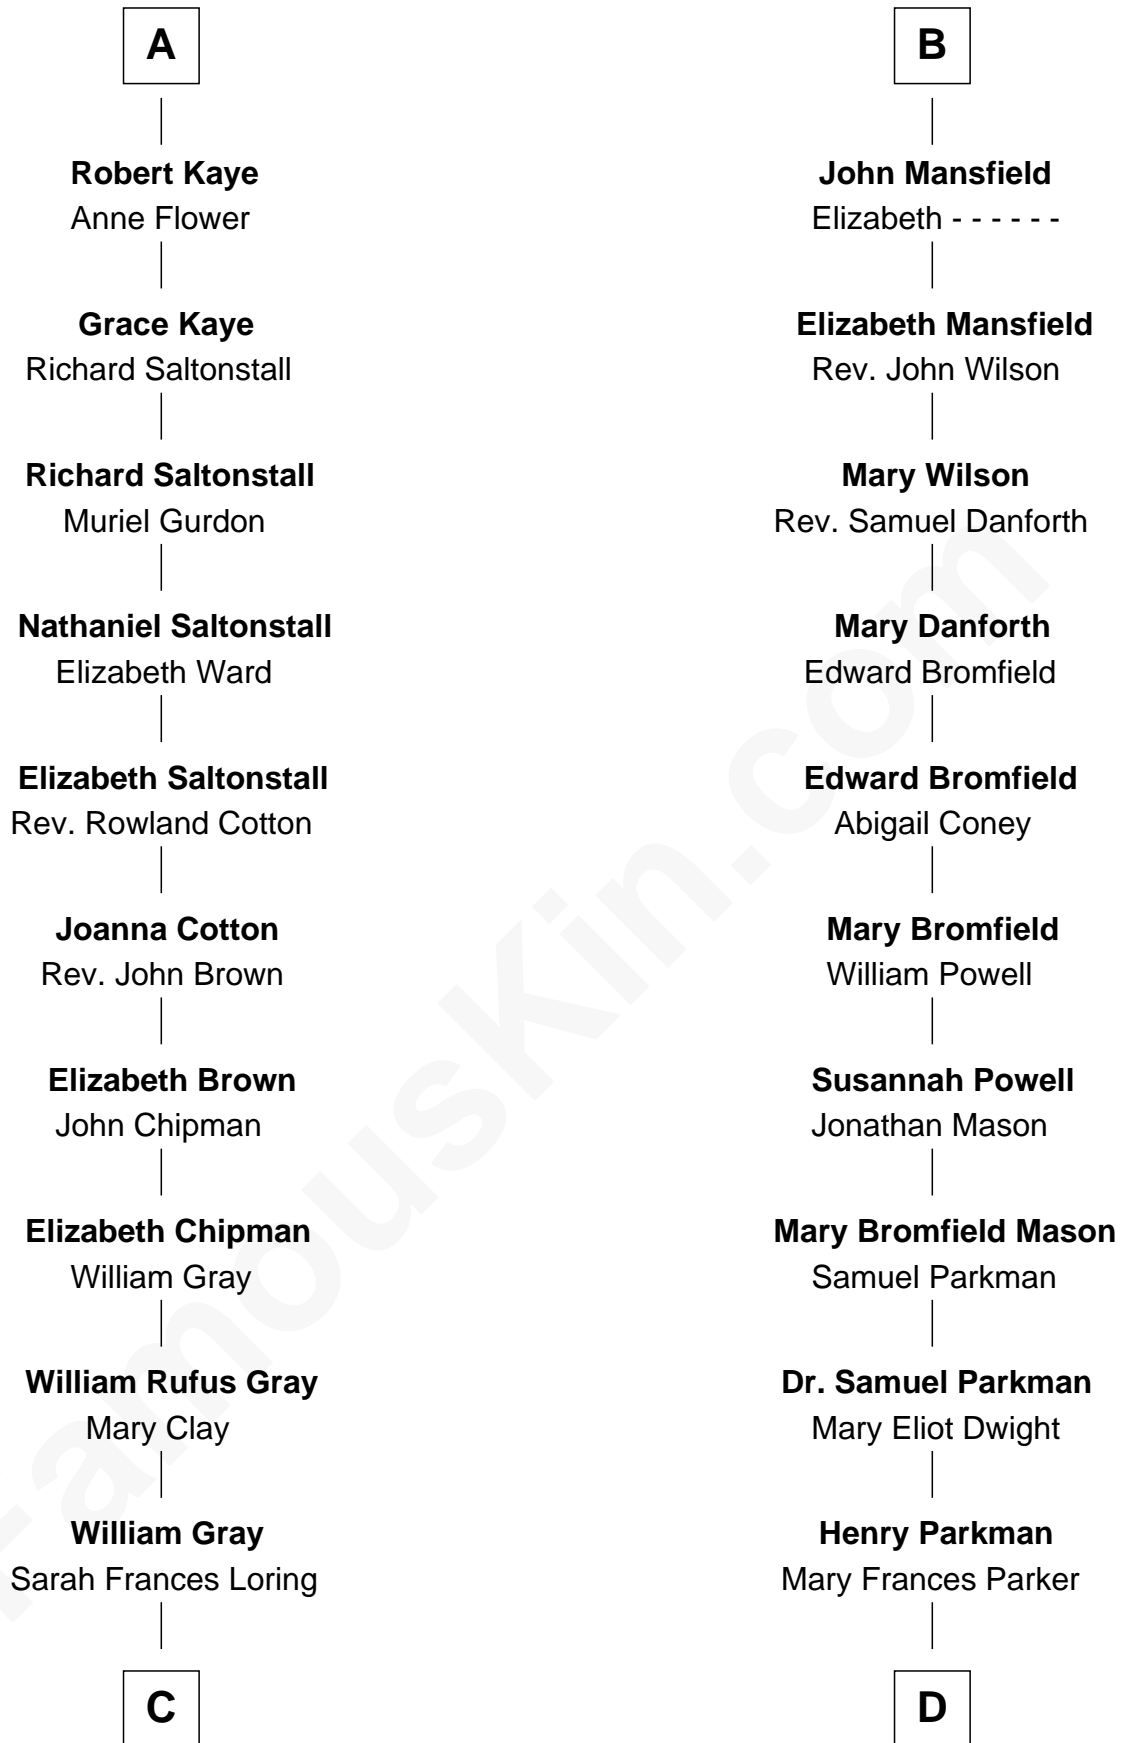 A
Robert Kaye
Anne Flower
Grace Kaye
Richard Saltonstall
Richard Saltonstall
Muriel Gurdon
Nathaniel Saltonstall
Elizabeth Ward
Elizabeth Saltonstall
Rev. Rowland Cotton
Joanna Cotton
Rev. John Brown
Elizabeth Brown
John Chipman
Elizabeth Chipman
William Gray
William Rufus Gray
Mary Clay
William Gray
Sarah Frances Loring
C
B
John Mansfield
Elizabeth - - - - - -
Elizabeth Mansfield
Rev. John Wilson
Mary Wilson
Rev. Samuel Danforth
Mary Danforth
Edward Bromfield
Edward Bromfield
Abigail Coney
Mary Bromfield
William Powell
Susannah Powell
Jonathan Mason
Mary Bromfield Mason
Samuel Parkman
Dr. Samuel Parkman
Mary Eliot Dwight
Henry Parkman
Mary Frances Parker
D
FamousKin.com